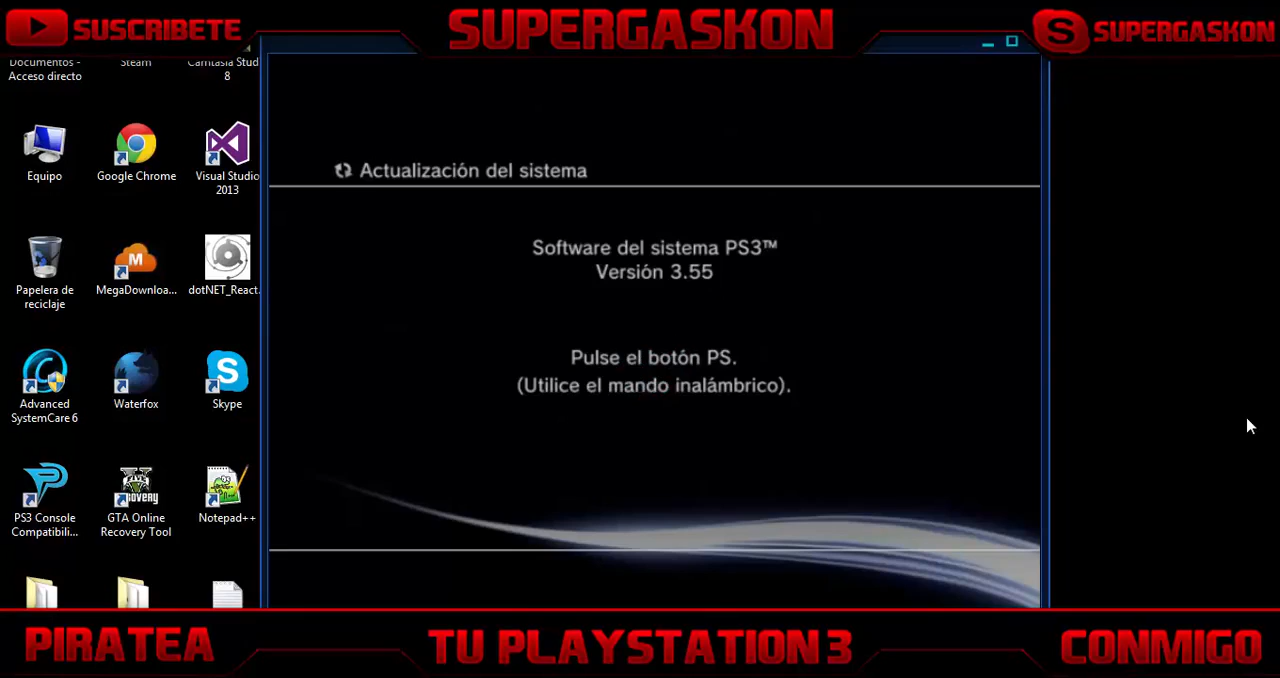 SUSCRIBETE
SUPERGASKON
SUPERGASKON
Documentos -
Acceso directo
Steam
Camtasia Stud
8
Equipo
Google Chrome
Visual Studio
2013
Papelera de
reciclaje
MegaDownloa...
dotNET_React.
Advanced
SystemCare 6
Waterfox
Skype
PS3 Console
Compatibili...
GTA Online
Recovery Tool
Notepad++
Actualización del sistema
Software del sistema PS3™
Versión 3.55
Pulse el botón PS.
(Utilice el mando inalámbrico).
PIRATEA
TU PLAYSTATION 3
CONMIGO